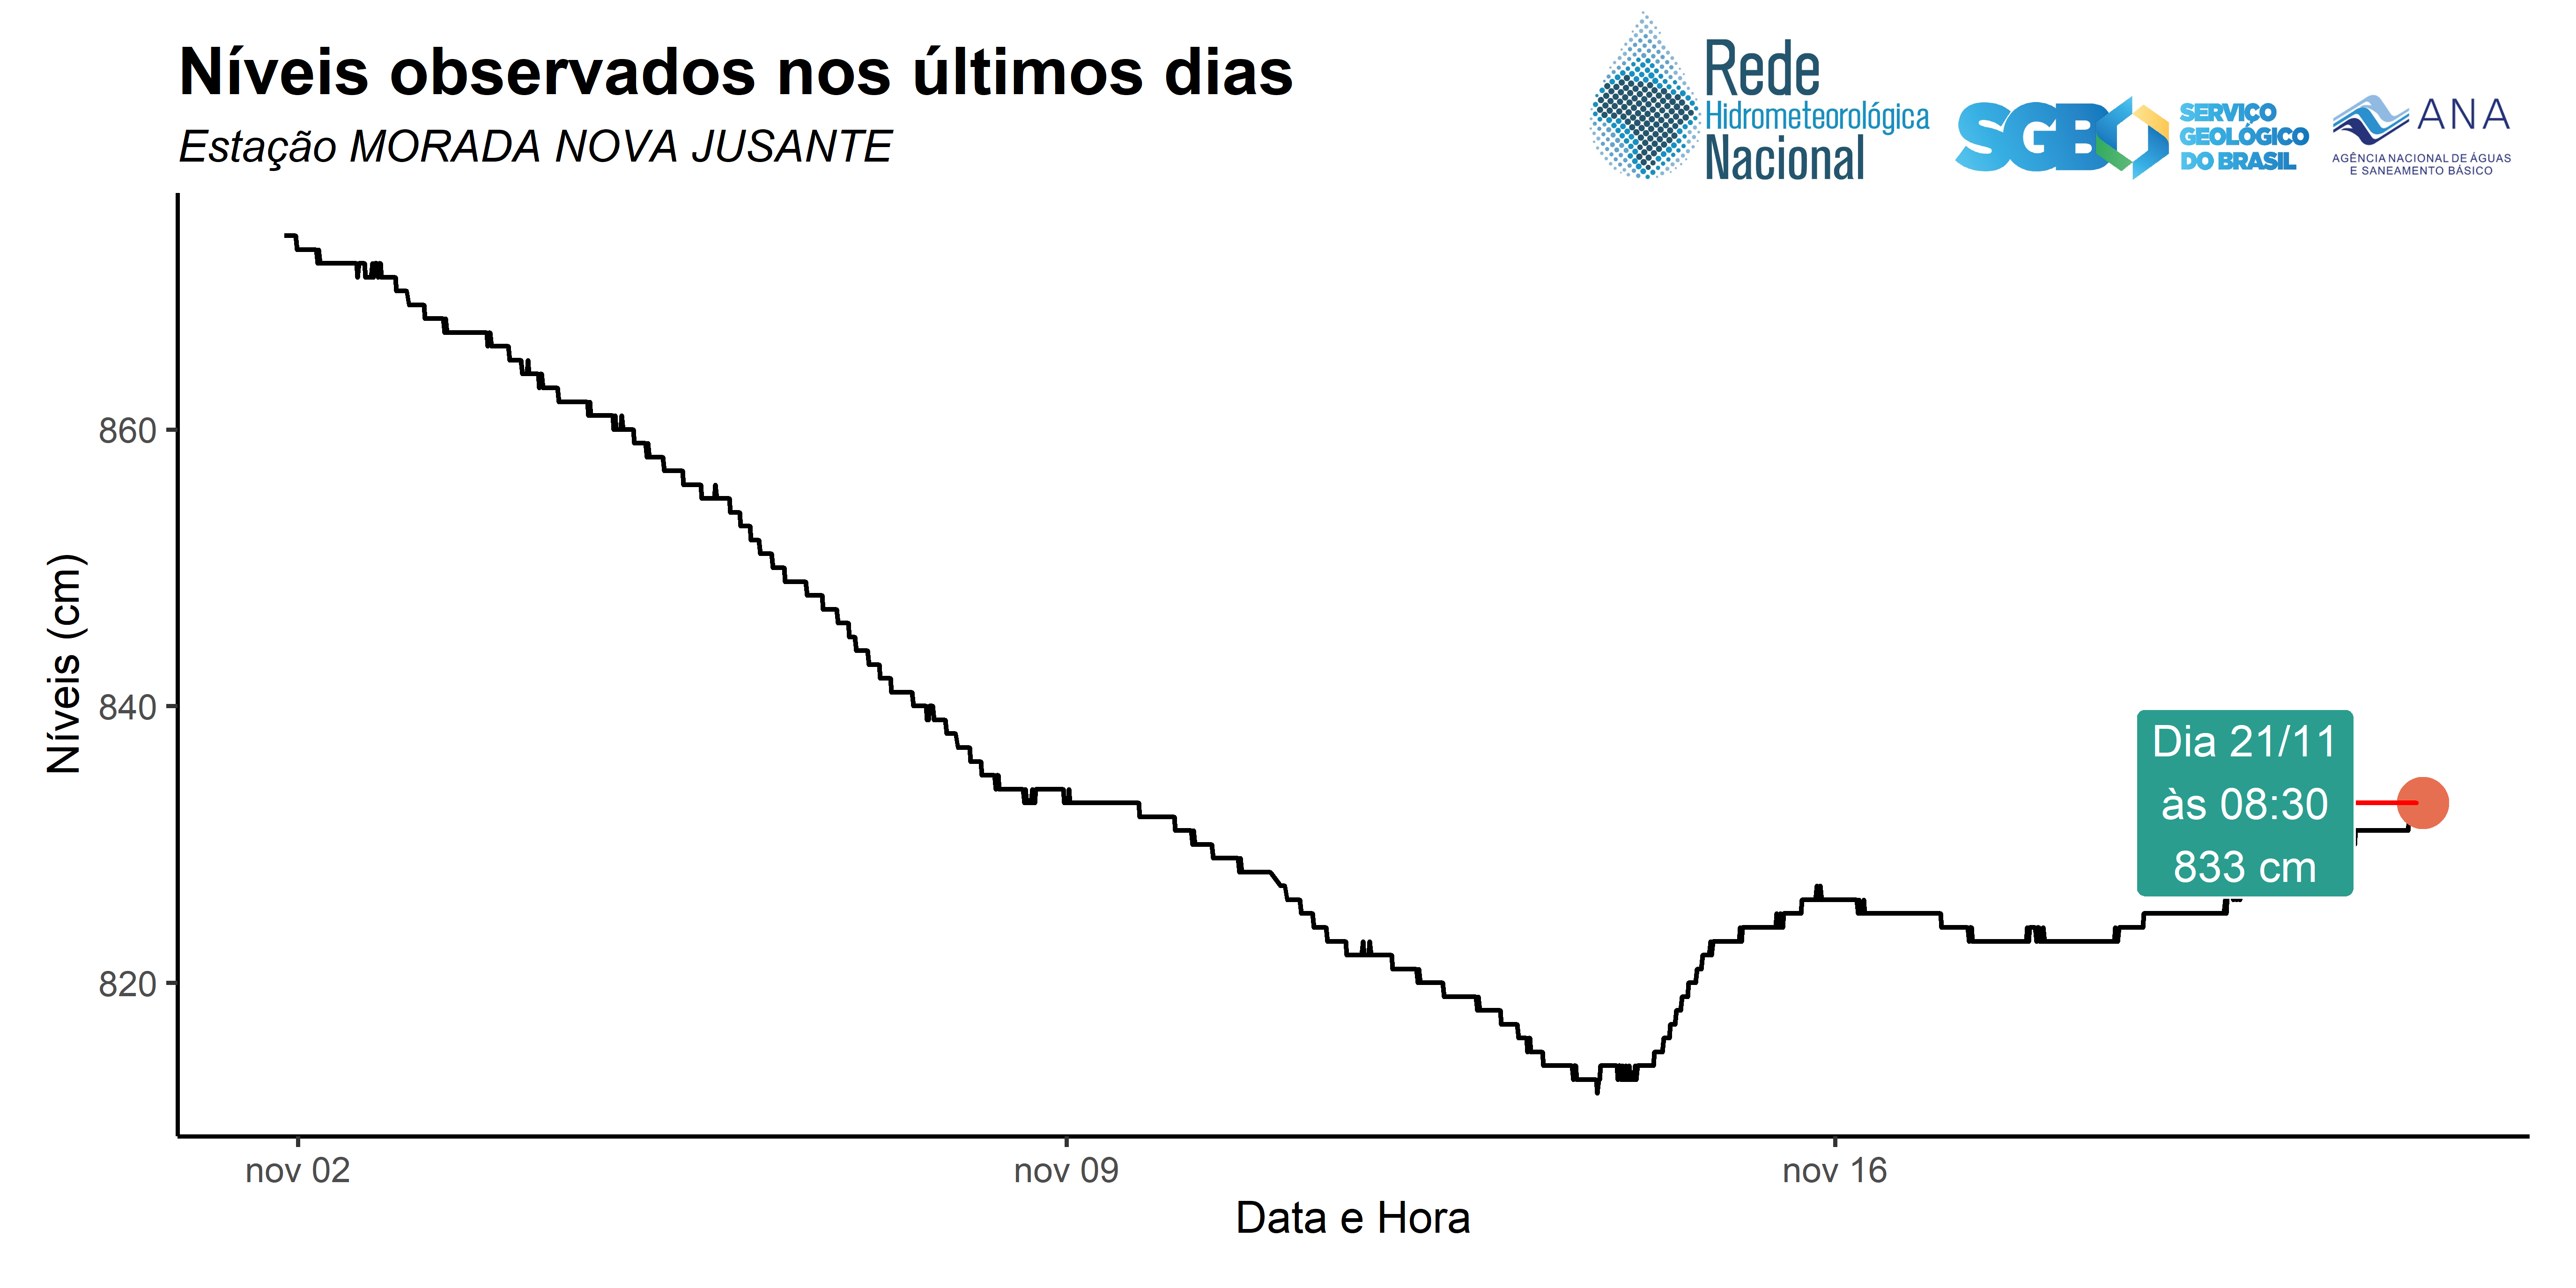 Níveis observados nos últimos dias
Estação MORADA NOVA JUSANTE
Rede
Hidrometeorológica
Nacional
SGB
SERVIÇO
GEOLÓGICO
DO BRASIL
ANA
AGÊNCIA NACIONAL DE ÁGUAS
E SANEAMENTO BÁSICO
Níveis (cm)
860
840
820
Dia 21/11
às 08:30
833 cm
nov 02
nov 09
nov 16
Data e Hora